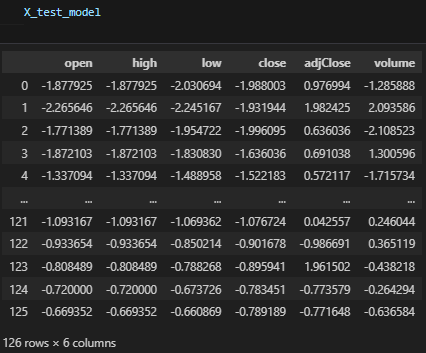 X_test_model
open high low close adjClose volume
0 -1.877925 -1.877925 -2.030694 -1.988003 0.976994 -1.285888
1 -2.265646 -2.265646 -2.245167 -1.931944 1.982425 2.093586
2 -1.771389 -1.771389 -1.954722 -1.996095 0.636036 -2.108523
3 -1.872103 -1.872103 -1.830830 -1.636036 0.691038 1.300596
4 -1.337094 -1.337094 -1.488958 -1.522183 0.572117 -1.715734
... ... ... ... ... ... ...
121 -1.093167 -1.093167 -1.069362 -1.076724 0.042557 0.246044
122 -0.933654 -0.933654 -0.850214 -0.901678 -0.986691 0.365119
123 -0.808489 -0.808489 -0.788268 -0.895941 1.961502 -0.438218
124 -0.720000 -0.720000 -0.673726 -0.783451 -0.773579 -0.264294
125 -0.669352 -0.669352 -0.660869 -0.789189 -0.771648 -0.636584
126 rows × 6 columns